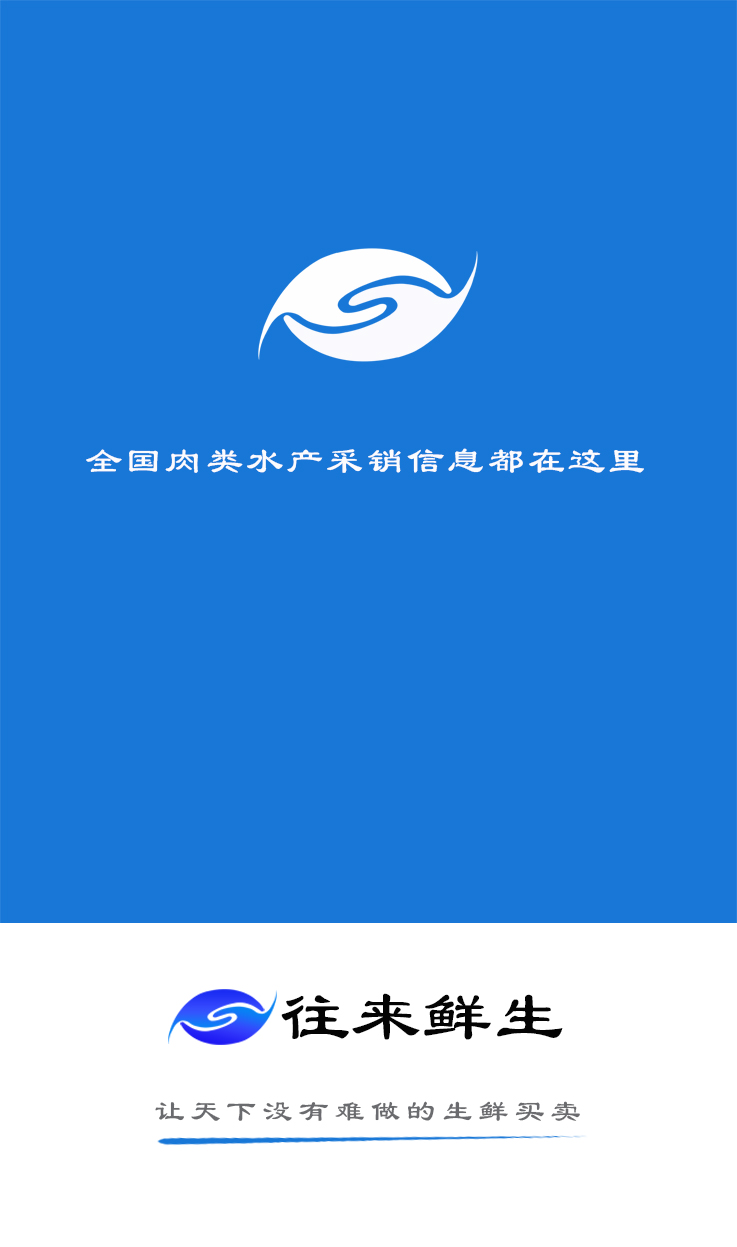 全国肉类水产采销信息都在这里
往来鲜生
让天下没有难做的生鲜买卖